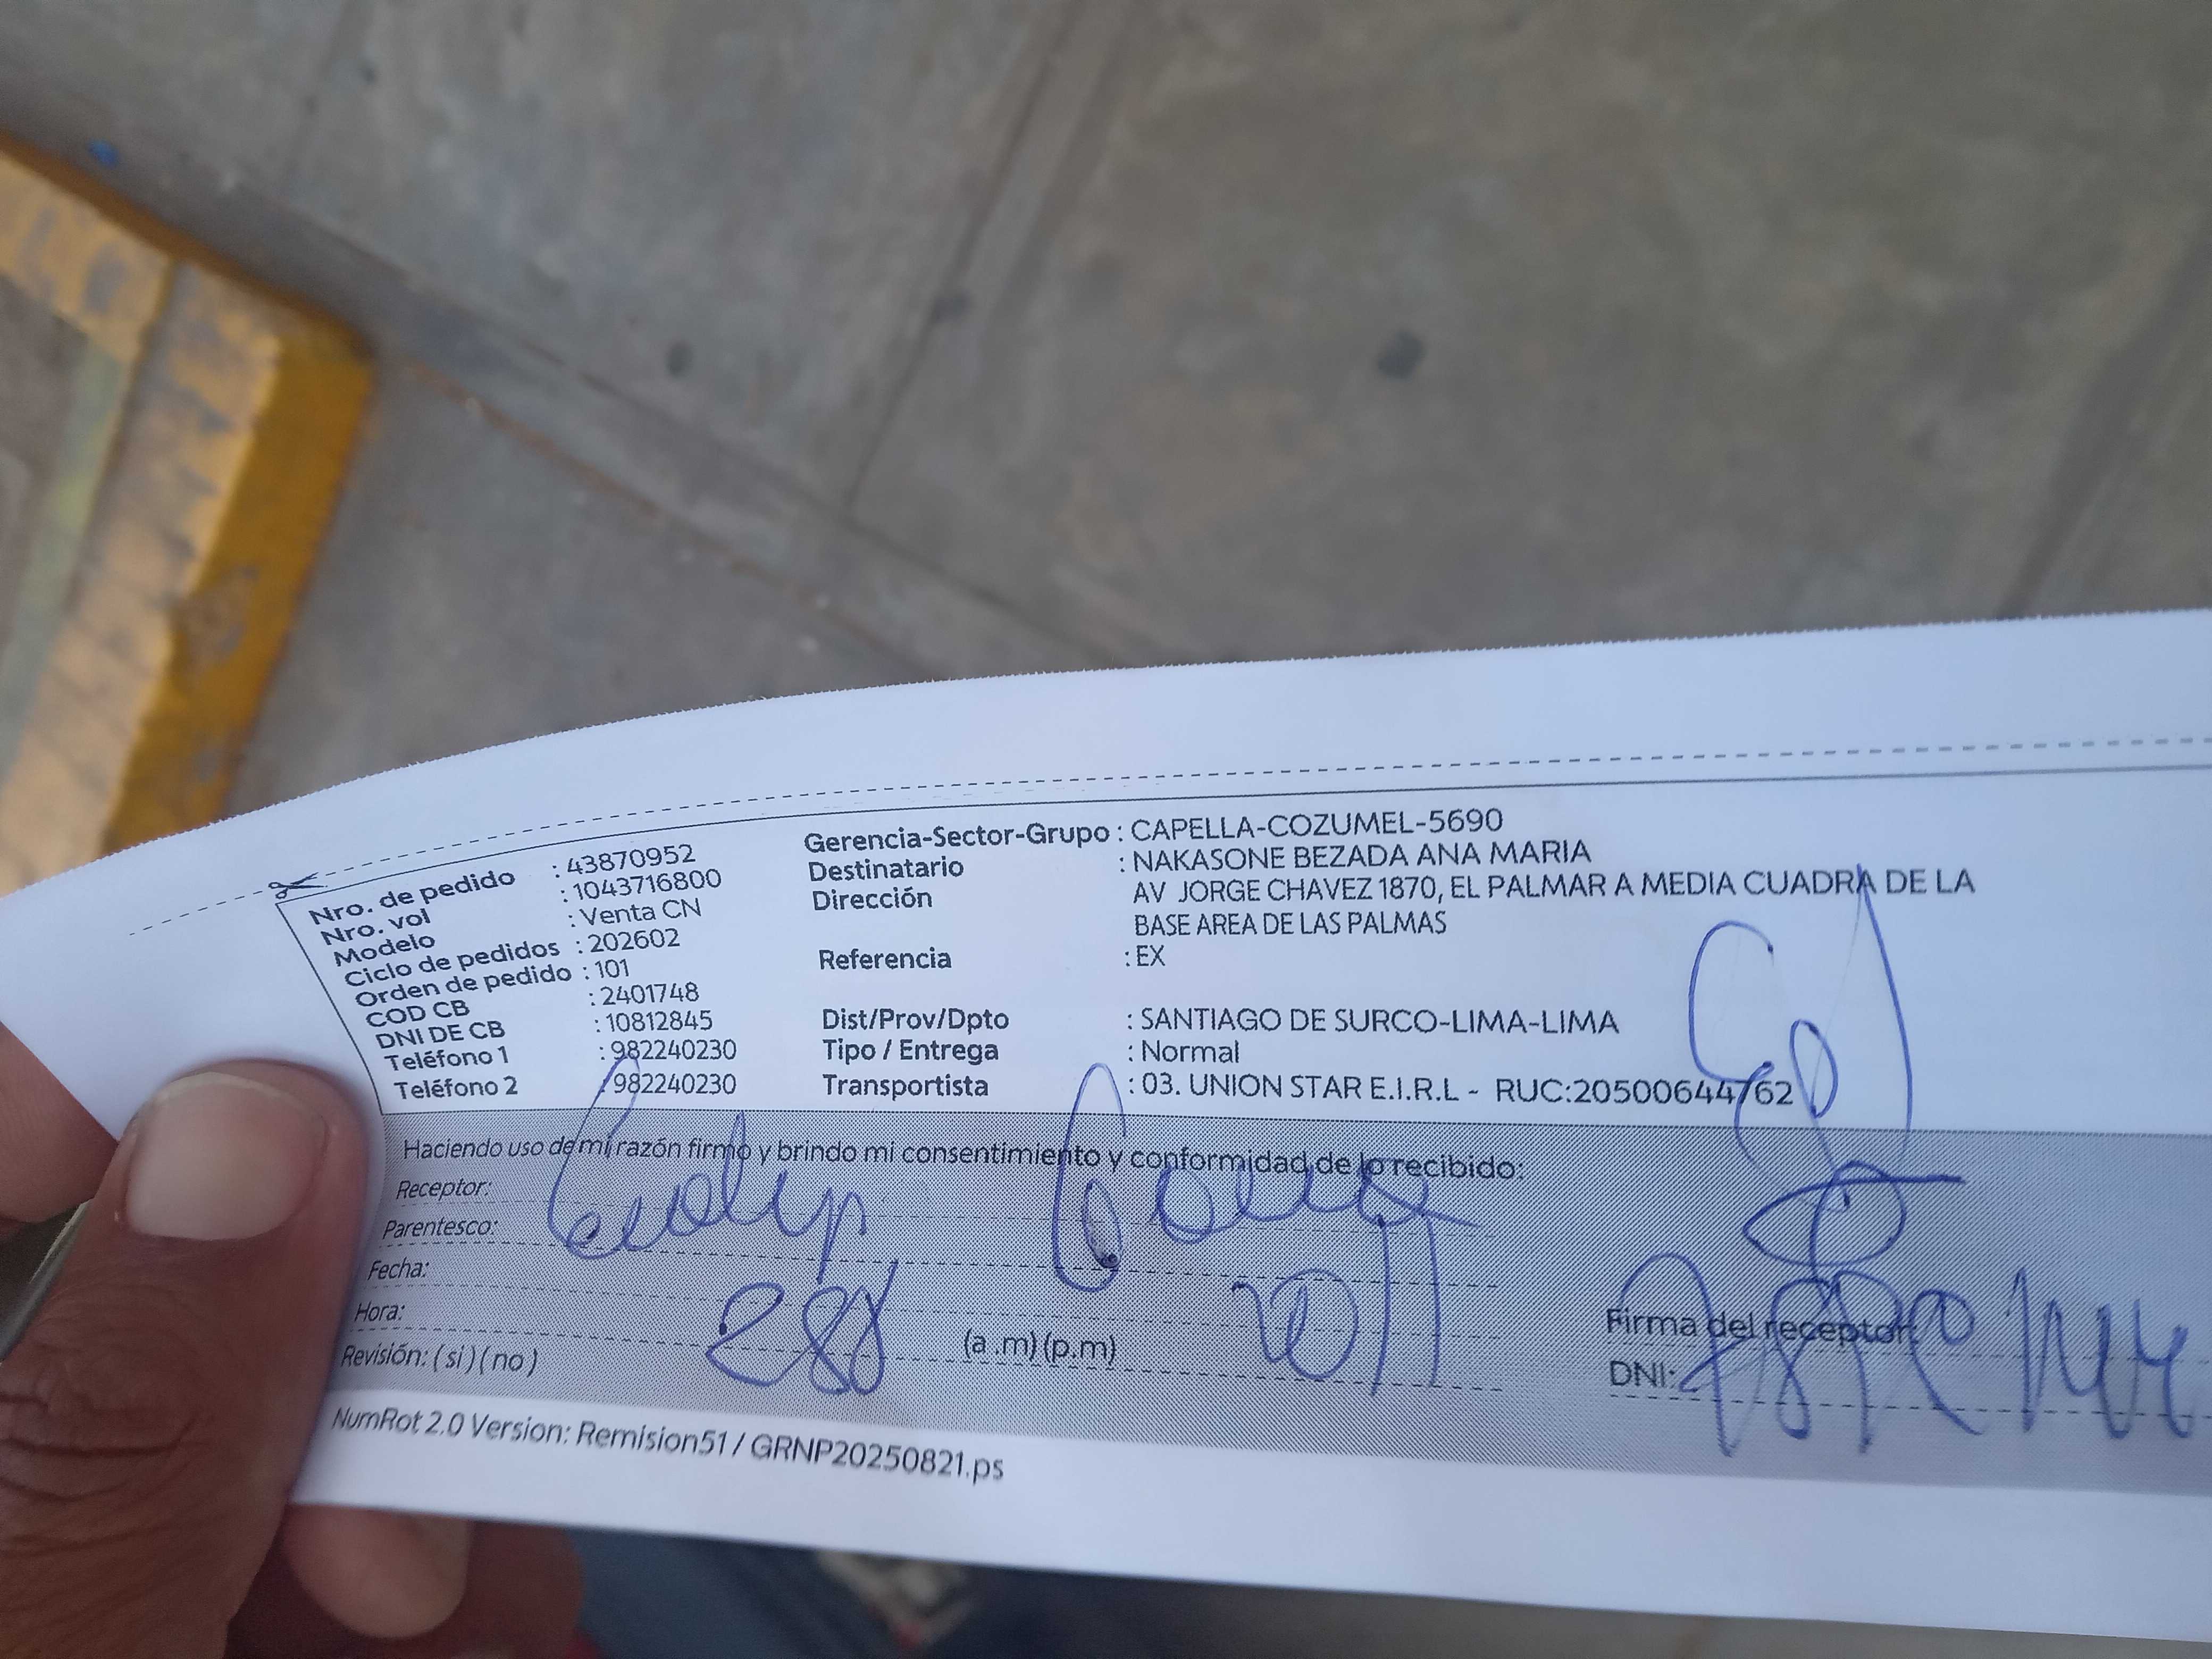 Nro. de pedido : 43870952
Nro. vol : 1043716800
Modelo : Venta CN
Ciclo de pedidos : 202602
Orden de pedido : 101
COD CB : 2401748
DNI DE CB : 10812845
Teléfono 1 : 982240230
Teléfono 2 : 982240230
Gerencia-Sector-Grupo : CAPELLA-COZUMEL-5690
Destinatario : NAKASONE BEZADA ANA MARIA
Dirección AV JORGE CHAVEZ 1870, EL PALMAR A MEDIA CUADRA DE LA
BASE AREA DE LAS PALMAS
Referencia : EX
Dist/Prov/Dpto : SANTIAGO DE SURCO-LIMA-LIMA
Tipo / Entrega : Normal
Transportista : 03. UNION STAR E.I.R.L - RUC:20500644762
Haciendo uso de mi razón firmo y brindo mi consentimiento y conformidad de lo recibido:
Receptor:
Parentesco:
Fecha:
Hora: (a .m) (p.m)
Revisión: ( si ) ( no )
Firma del receptor:
DNI:
NumRot 2.0 Version: Remision51 / GRNP20250821.ps